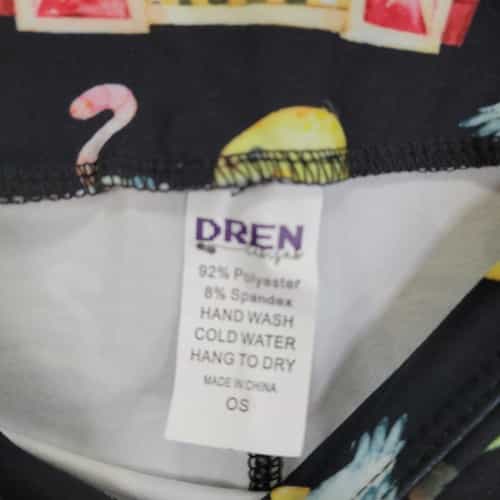 DREN
92% Polyester
8% Spandex
HAND WASH
COLD WATER
HANG TO DRY
MADE IN CHINA
OS